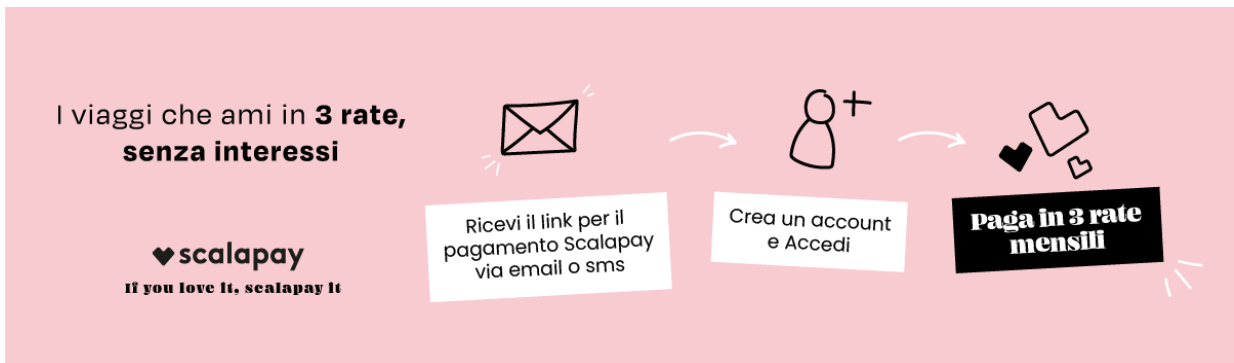 I viaggi che ami in 3 rate,
senza interessi
scalapay
If you love it, scalapay it
Ricevi il link per il
pagamento Scalapay
via email o sms
Crea un account
e Accedi
Paga in 3 rate
mensili